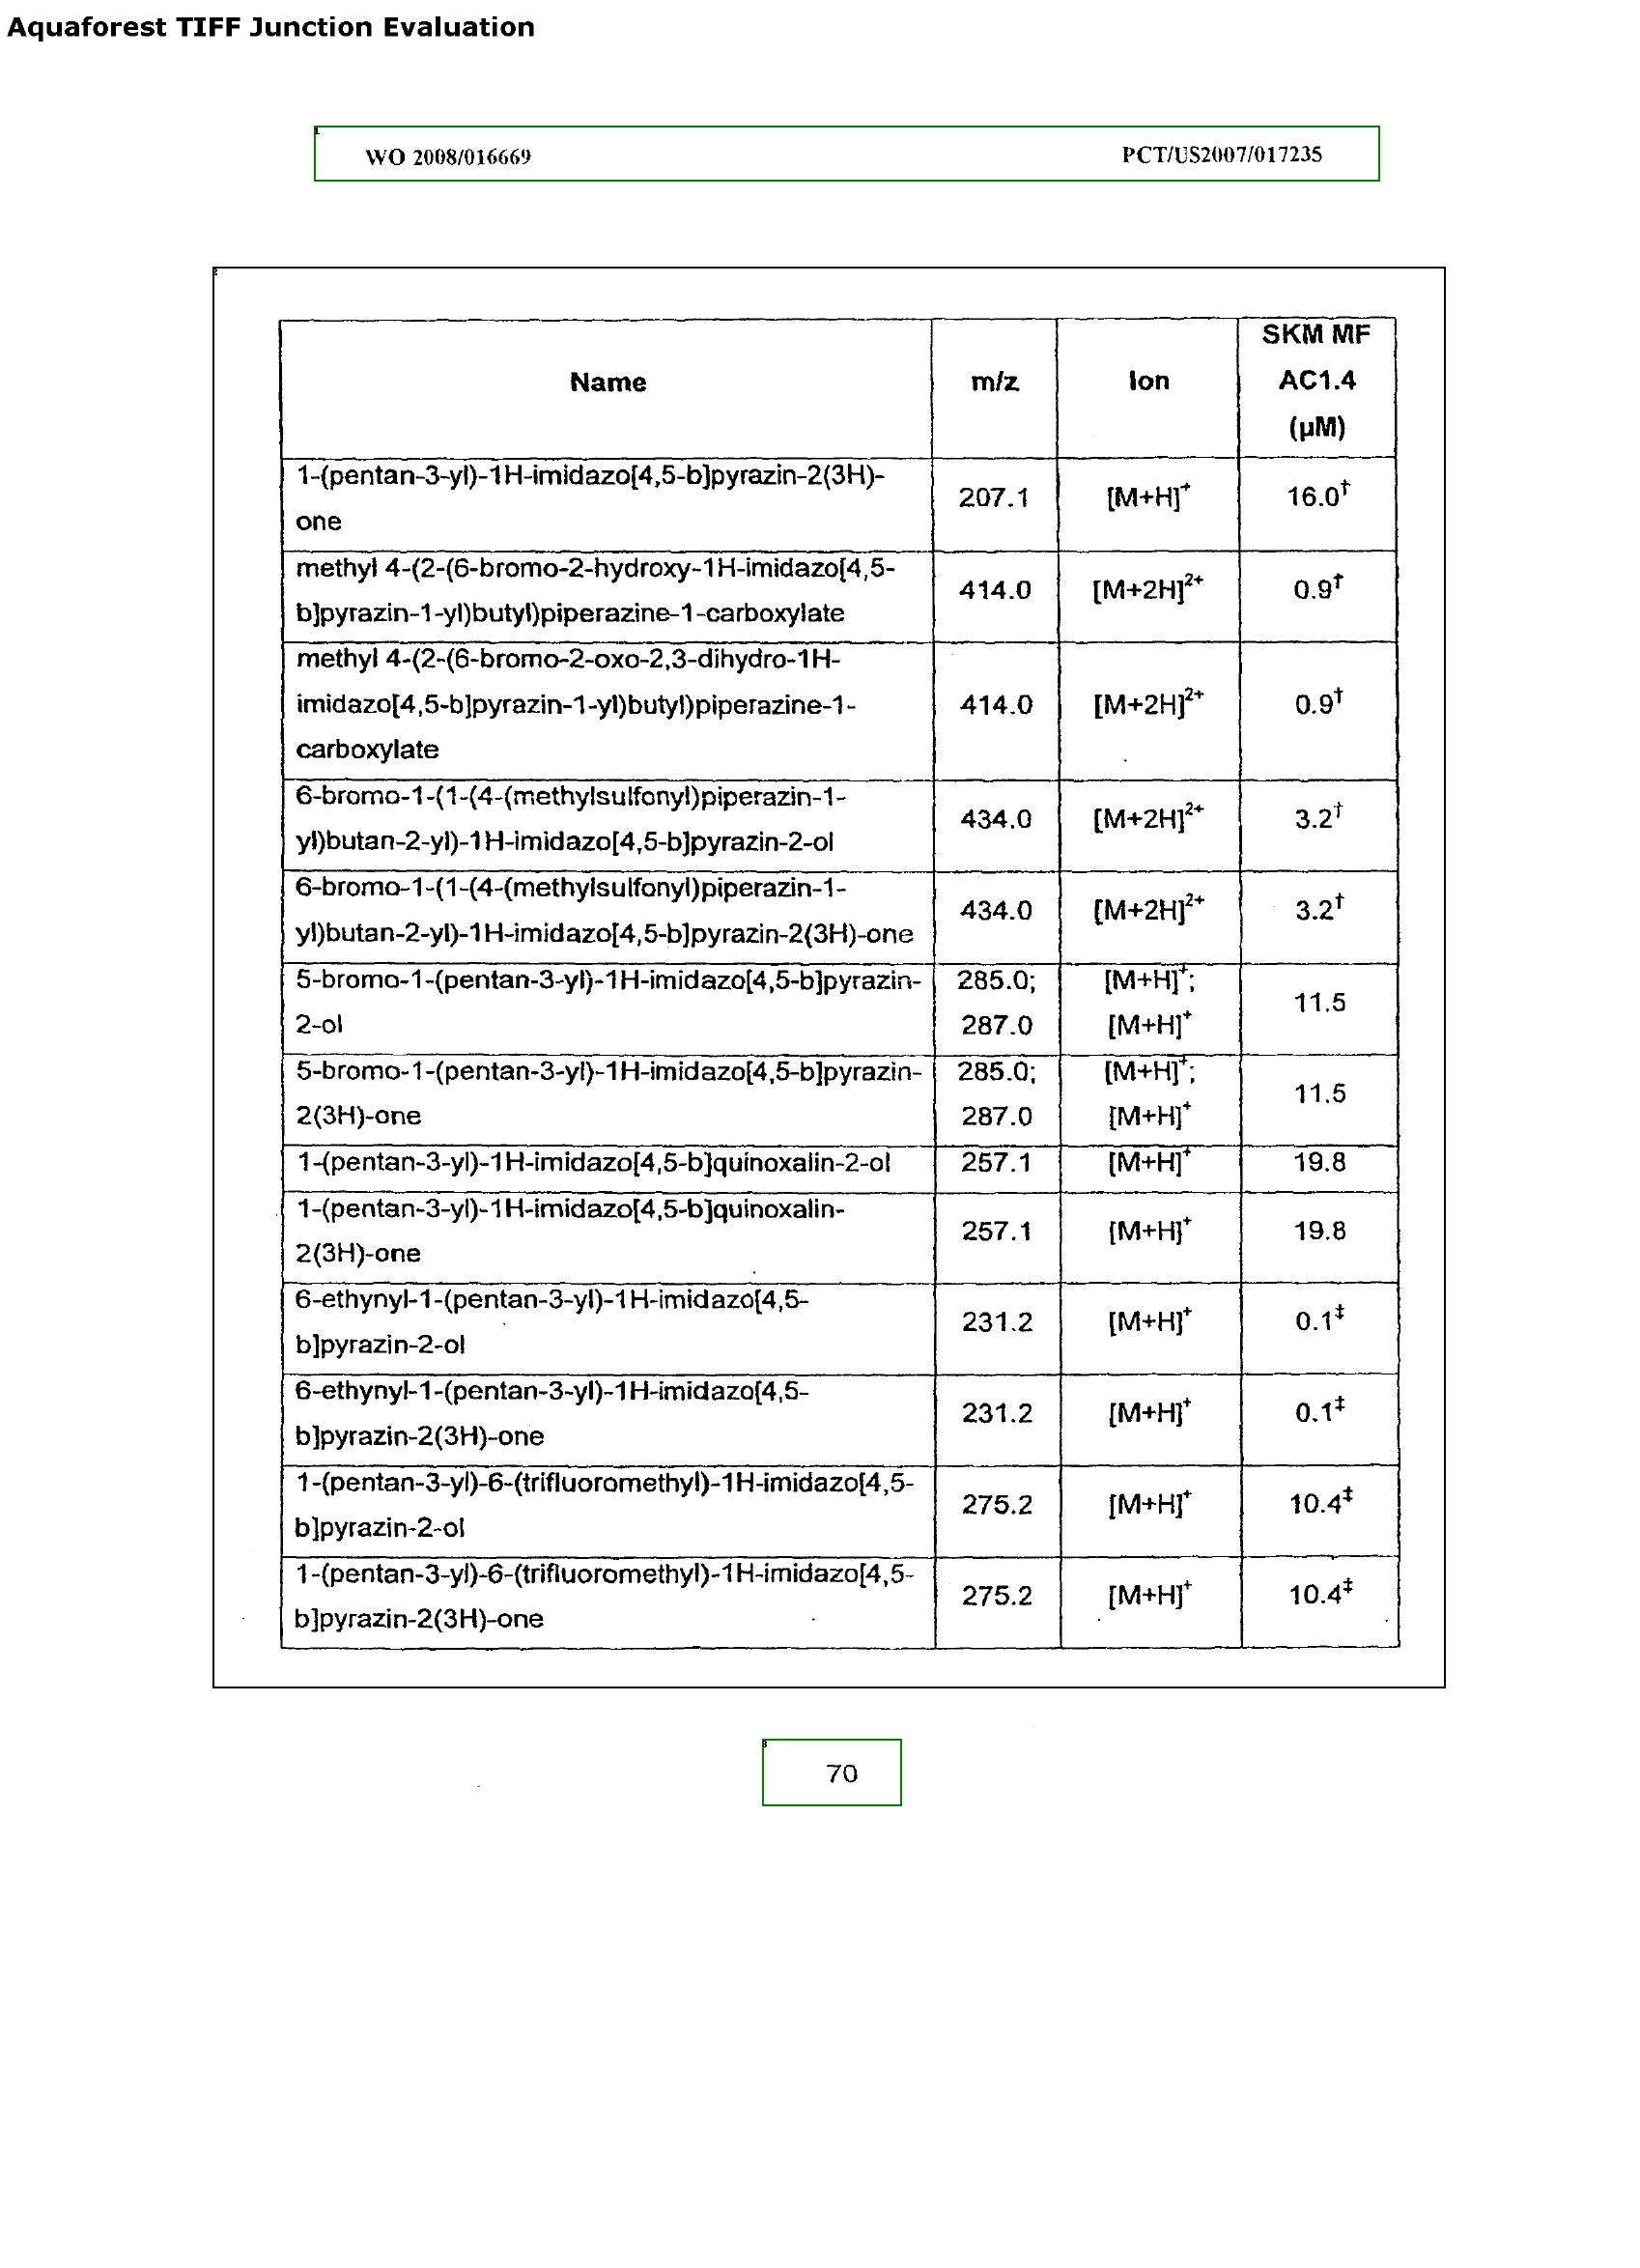 Aquaforest TIFF Junction Evaluation
WO 2008/016669 PCT/US2007/017235
Name m/z Ion SKM MF AC1.4 (µM)
1-(pentan-3-yl)-1H-imidazo[4,5-b]pyrazin-2(3H)-
one
207.1 [M+H]⁺ 16.0†
methyl 4-(2-(6-bromo-2-hydroxy-1H-imidazo[4,5-
b]pyrazin-1-yl)butyl)piperazine-1-carboxylate
414.0 [M+2H]²⁺ 0.9†
methyl 4-(2-(6-bromo-2-oxo-2,3-dihydro-1H-
imidazo[4,5-b]pyrazin-1-yl)butyl)piperazine-1-
carboxylate
414.0 [M+2H]²⁺ 0.9†
6-bromo-1-(1-(4-(methylsulfonyl)piperazin-1-
yl)butan-2-yl)-1H-imidazo[4,5-b]pyrazin-2-ol
434.0 [M+2H]²⁺ 3.2†
6-bromo-1-(1-(4-(methylsulfonyl)piperazin-1-
yl)butan-2-yl)-1H-imidazo[4,5-b]pyrazin-2(3H)-one
434.0 [M+2H]²⁺ 3.2†
5-bromo-1-(pentan-3-yl)-1H-imidazo[4,5-b]pyrazin- 285.0; [M+H]⁺;
2-ol 287.0 [M+H]⁺
11.5
5-bromo-1-(pentan-3-yl)-1H-imidazo[4,5-b]pyrazin- 285.0; [M+H]⁺;
2(3H)-one 287.0 [M+H]⁺
11.5
1-(pentan-3-yl)-1H-imidazo[4,5-b]quinoxalin-2-ol 257.1 [M+H]⁺ 19.8
1-(pentan-3-yl)-1H-imidazo[4,5-b]quinoxalin-
2(3H)-one
257.1 [M+H]⁺ 19.8
6-ethynyl-1-(pentan-3-yl)-1H-imidazo[4,5-
b]pyrazin-2-ol
231.2 [M+H]⁺ 0.1‡
6-ethynyl-1-(pentan-3-yl)-1H-imidazo[4,5-
b]pyrazin-2(3H)-one
231.2 [M+H]⁺ 0.1‡
1-(pentan-3-yl)-6-(trifluoromethyl)-1H-imidazo[4,5-
b]pyrazin-2-ol
275.2 [M+H]⁺ 10.4‡
1-(pentan-3-yl)-6-(trifluoromethyl)-1H-imidazo[4,5-
b]pyrazin-2(3H)-one
275.2 [M+H]⁺ 10.4‡
70